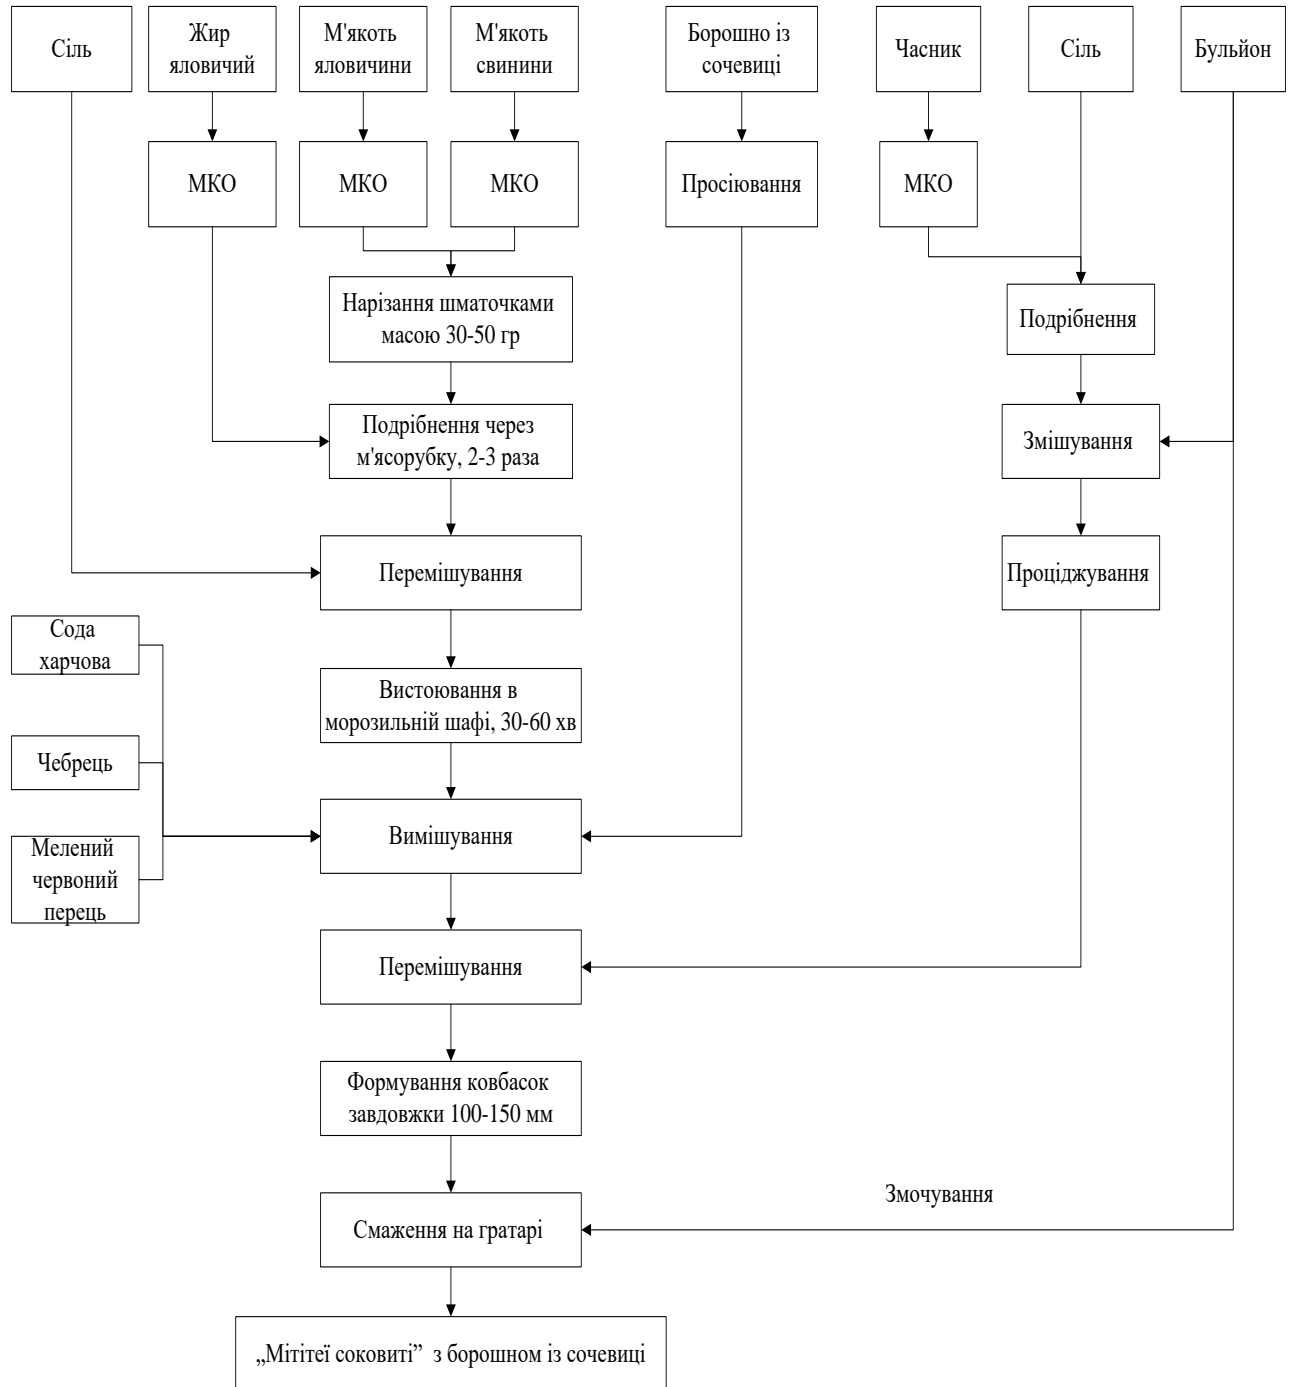 Сіль
Жир
яловичий
М'якоть
яловичини
М'якоть
свинини
Борошно із
сочевиці
Часник
Сіль
Бульйон
МКО
МКО
МКО
Просіювання
МКО
Нарізання шматочками
масою 30-50 гр
Подрібнення
Подрібнення через
м'ясорубку, 2-3 раза
Змішування
Перемішування
Проціджування
Сода
харчова
Вистоювання в
морозильній шафі, 30-60 хв
Чебрець
Вимішування
Мелений
червоний
перець
Перемішування
Формування ковбасок
завдовжки 100-150 мм
Змочування
Смаження на гратарі
„Мітітеї соковиті” з борошном із сочевиці